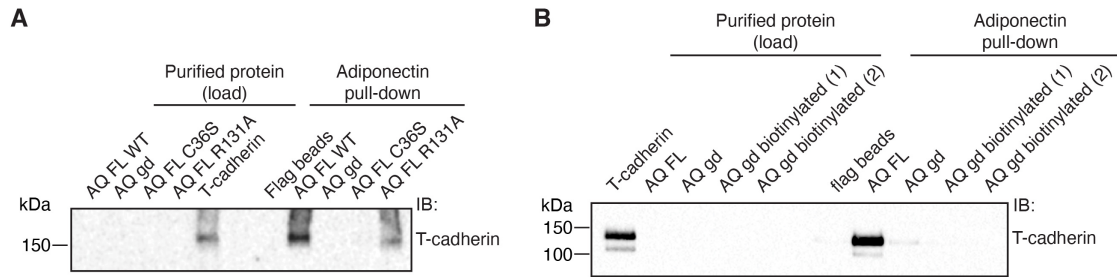 A
Purified protein
(load)
Adiponectin
pull-down
AQ FL WT
AQ gd
AQ FL C36S
AQ FL R131A
T-cadherin
Flag beads
AQ FL WT
AQ gd
AQ FL C36S
AQ FL R131A
kDa
IB:
150
T-cadherin
B
Purified protein
(load)
Adiponectin
pull-down
T-cadherin
AQ FL
AQ gd
AQ gd biotinylated (1)
AQ gd biotinylated (2)
flag beads
AQ FL
AQ gd
AQ gd biotinylated (1)
AQ gd biotinylated (2)
kDa
IB:
150
T-cadherin
100